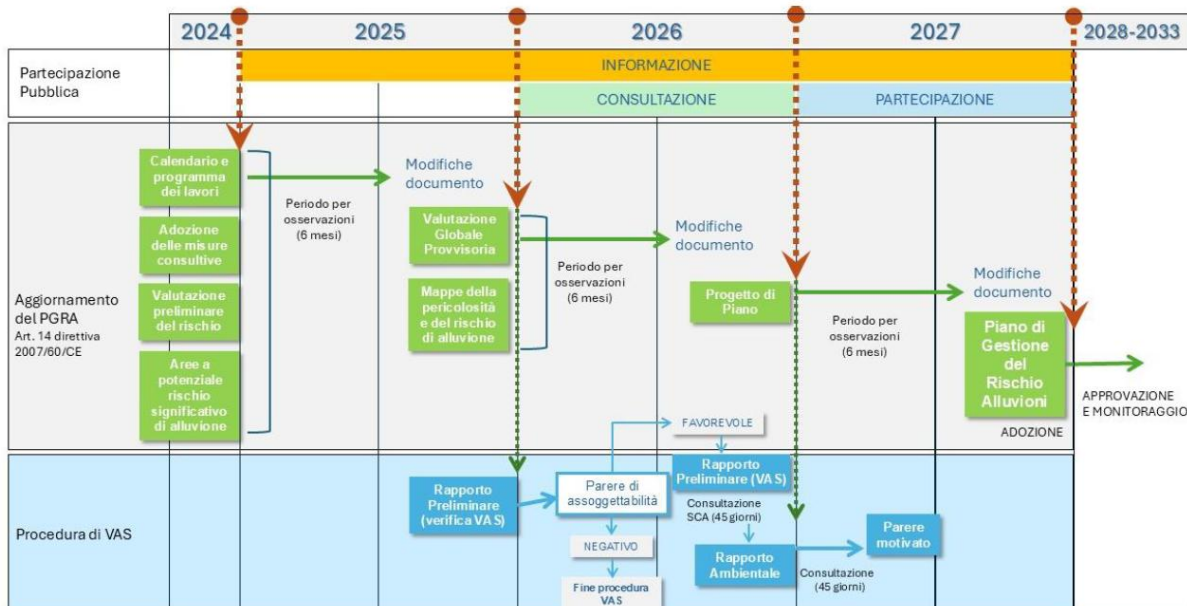 2024
2025
2026
2027
2028-2033
Partecipazione
Pubblica
INFORMAZIONE
CONSULTAZIONE
PARTECIPAZIONE
Aggiornamento
del PGRA
Art. 14 direttiva
2007/60/CE
Calendario e
programma
dei lavori
Adozione
delle misure
consultive
Valutazione
preliminare
del rischio
Aree a
potenziale
rischio
significativo
di alluvione
Periodo per
osservazioni
(6 mesi)
Modifiche
documento
Valutazione
Globale
Provvisoria
Mappe della
pericolosità
e del rischio
di alluvione
Periodo per
osservazioni
(6 mesi)
Modifiche
documento
Progetto di
Piano
Periodo per
osservazioni
(6 mesi)
Modifiche
documento
Piano di
Gestione
del
Rischio
Alluvioni
ADOZIONE
APPROVAZIONE
E MONITORAGGIO
Procedura di VAS
Rapporto
Preliminare
(verifica VAS)
Parere di
assoggettabilità
FAVOREVOLE
NEGATIVO
Fine procedura
VAS
Rapporto
Preliminare (VAS)
Consultazione
SCA (45 giorni)
Rapporto
Ambientale
Consultazione
(45 giorni)
Parere
motivato